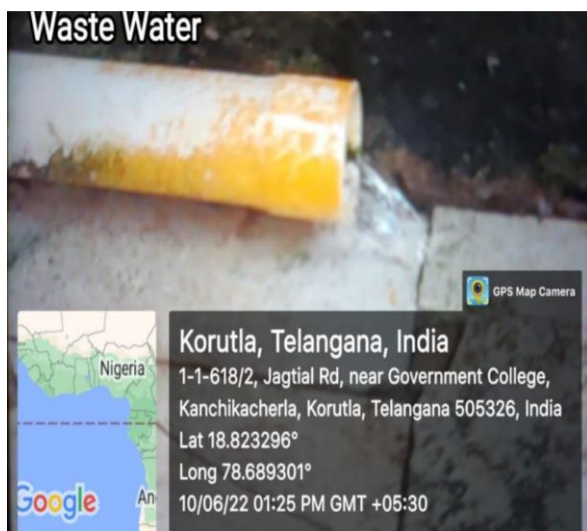 Waste Water
GPS Map Camera
Nigeria
An
Google
Korutla, Telangana, India
1-1-618/2, Jagtial Rd, near Government College,
Kanchikacherla, Korutla, Telangana 505326, India
Lat 18.823296°
Long 78.689301°
10/06/22 01:25 PM GMT +05:30